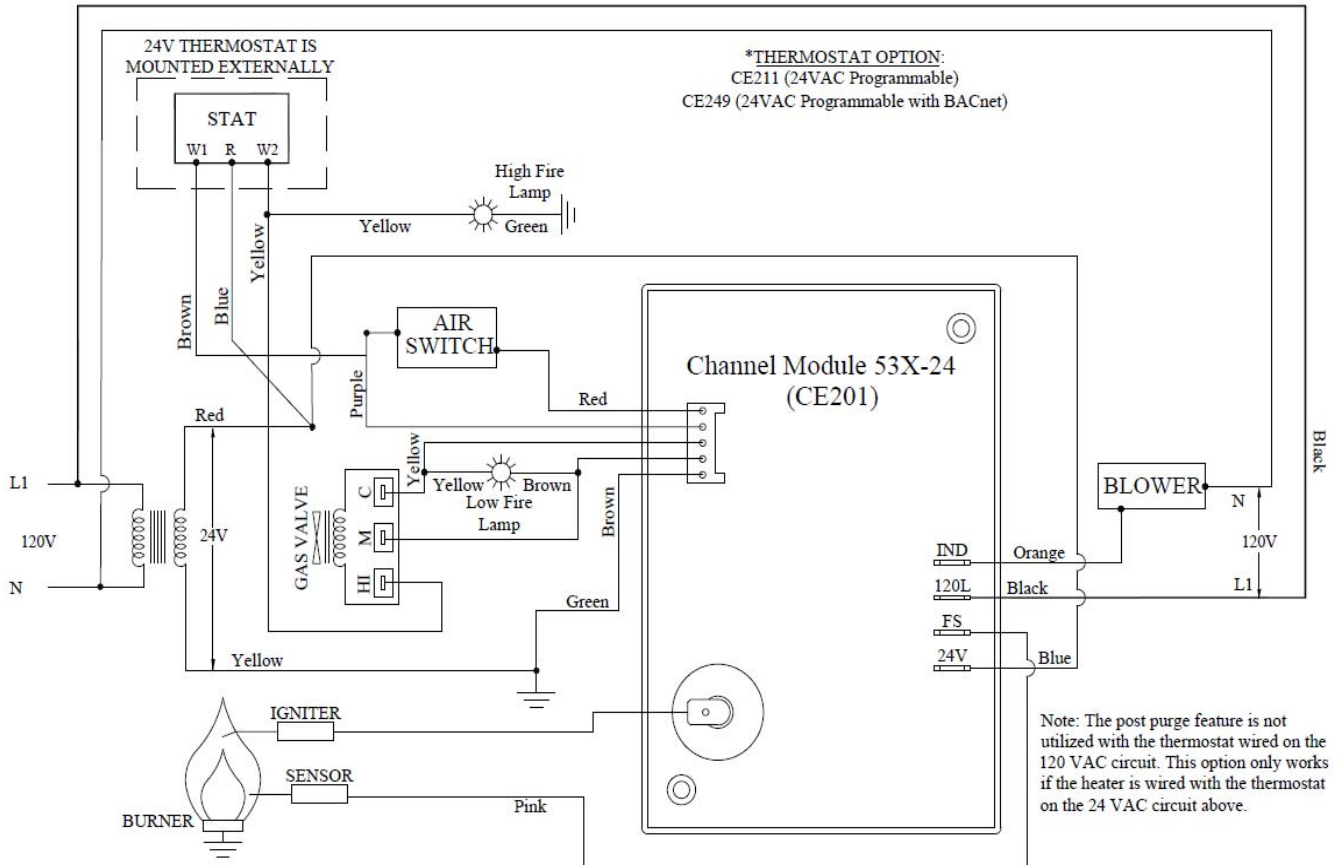 24V THERMOSTAT IS
MOUNTED EXTERNALLY
STAT
W1 R W2
*THERMOSTAT OPTION:
CE211 (24VAC Programmable)
CE249 (24VAC Programmable with BACnet)
High Fire
Lamp
Yellow
Green
Brown
Blue
Yellow
AIR
SWITCH
Purple
Red
Channel Module 53X-24
(CE201)
Red
L1
120V
N
24V
Yellow
GAS VALVE
C
M
HI
Yellow
Yellow Brown
Low Fire
Lamp
Brown
Green
Black
BLOWER
N
120V
L1
IND
Orange
120L
Black
FS
24V
Blue
IGNITER
SENSOR
Pink
BURNER
Note: The post purge feature is not
utilized with the thermostat wired on the
120 VAC circuit. This option only works
if the heater is wired with the thermostat
on the 24 VAC circuit above.